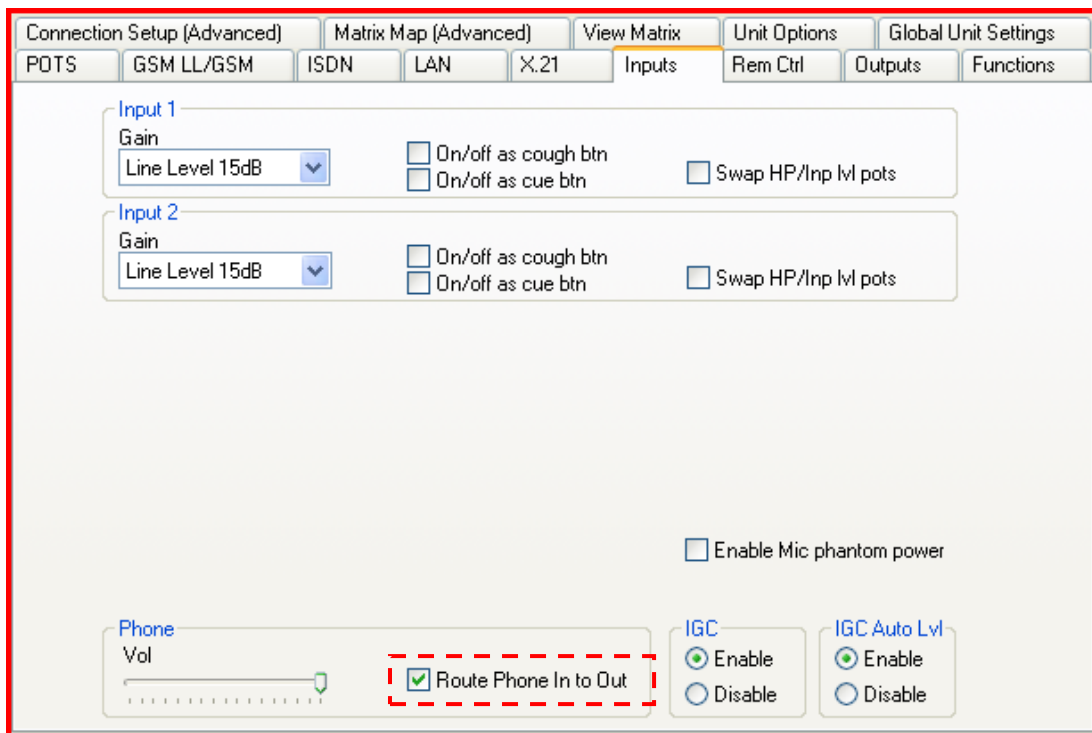 Connection Setup (Advanced) Matrix Map (Advanced) View Matrix Unit Options Global Unit Settings
POTS GSM LL/GSM ISDN LAN X.21 Inputs Rem Ctrl Outputs Functions
Input 1
Gain
Line Level 15dB
On/off as cough btn
On/off as cue btn
Swap HP/Inp lvl pots
Input 2
Gain
Line Level 15dB
On/off as cough btn
On/off as cue btn
Swap HP/Inp lvl pots
Enable Mic phantom power
Phone
Vol
Route Phone In to Out
IGC
Enable
Disable
IGC Auto Lvl
Enable
Disable